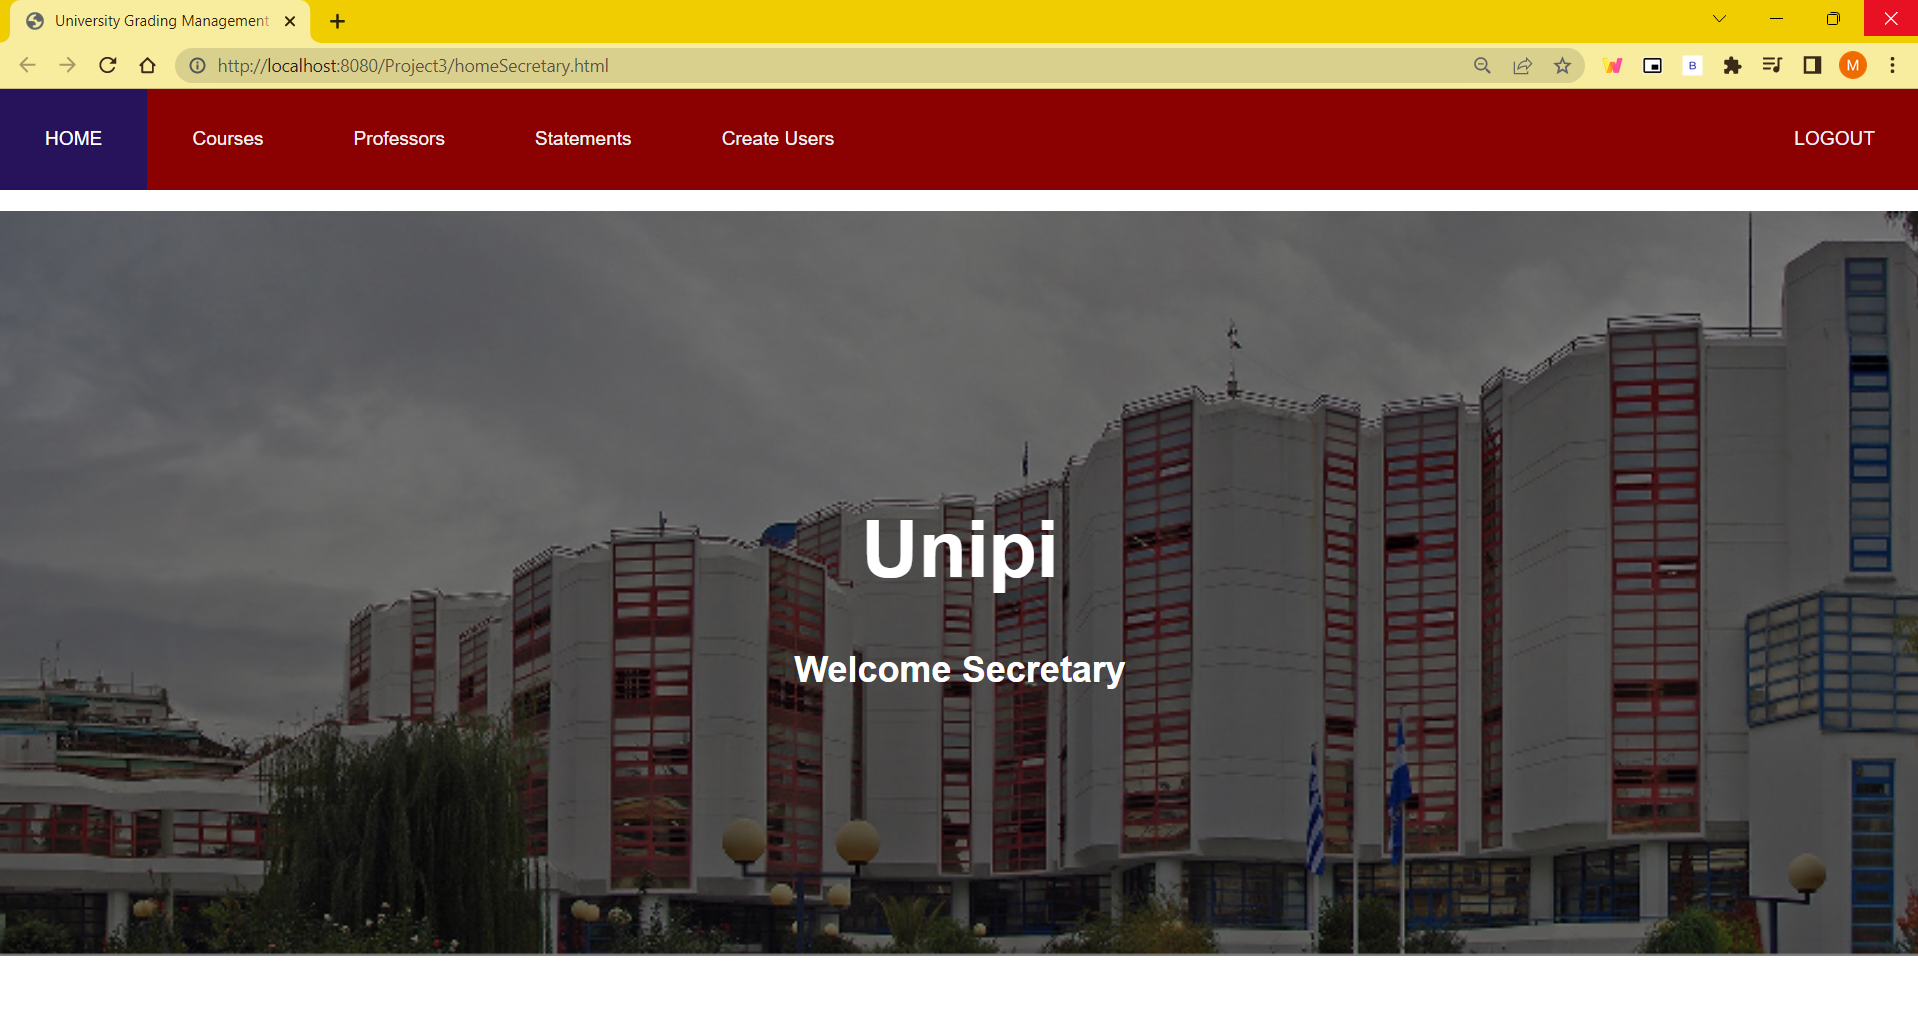 University Grading Management
http://localhost:8080/Project3/homeSecretary.html
B
M
HOME
Courses
Professors
Statements
Create Users
LOGOUT
Unipi
Welcome Secretary